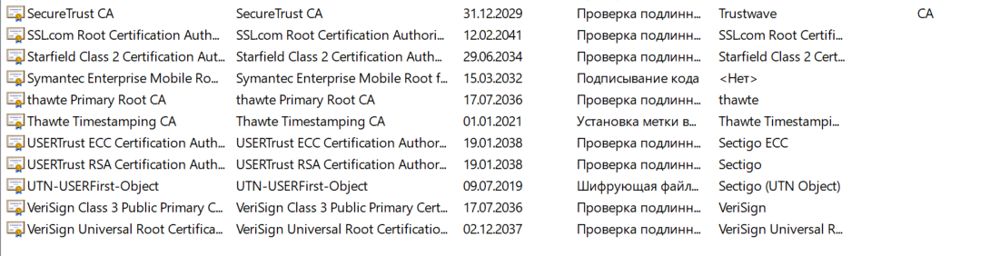 SecureTrust CA SecureTrust CA 31.12.2029 Проверка подлинн... Trustwave CA
SSL.com Root Certification Auth... SSL.com Root Certification Authori... 12.02.2041 Проверка подлинн... SSL.com Root Certifi...
Starfield Class 2 Certification Aut... Starfield Class 2 Certification Auth... 29.06.2034 Проверка подлинн... Starfield Class 2 Cert...
Symantec Enterprise Mobile Ro... Symantec Enterprise Mobile Root f... 15.03.2032 Подписывание кода <Нет>
thawte Primary Root CA thawte Primary Root CA 17.07.2036 Проверка подлинн... thawte
Thawte Timestamping CA Thawte Timestamping CA 01.01.2021 Установка метки в... Thawte Timestampi...
USERTrust ECC Certification Auth... USERTrust ECC Certification Author... 19.01.2038 Проверка подлинн... Sectigo ECC
USERTrust RSA Certification Auth... USERTrust RSA Certification Author... 19.01.2038 Проверка подлинн... Sectigo
UTN-USERFirst-Object UTN-USERFirst-Object 09.07.2019 Шифрующая файл... Sectigo (UTN Object)
VeriSign Class 3 Public Primary C... VeriSign Class 3 Public Primary Cert... 17.07.2036 Проверка подлинн... VeriSign
VeriSign Universal Root Certifica... VeriSign Universal Root Certificatio... 02.12.2037 Проверка подлинн... VeriSign Universal R...